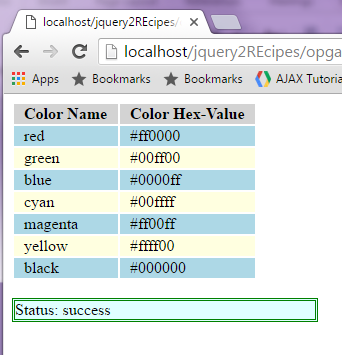 localhost/jquery2REcipes/
localhost/jquery2REcipes/opga
Apps Bookmarks Bookmarks AJAX Tutoria
Color Name Color Hex-Value
red #ff0000
green #00ff00
blue #0000ff
cyan #00ffff
magenta #ff00ff
yellow #ffff00
black #000000
Status: success